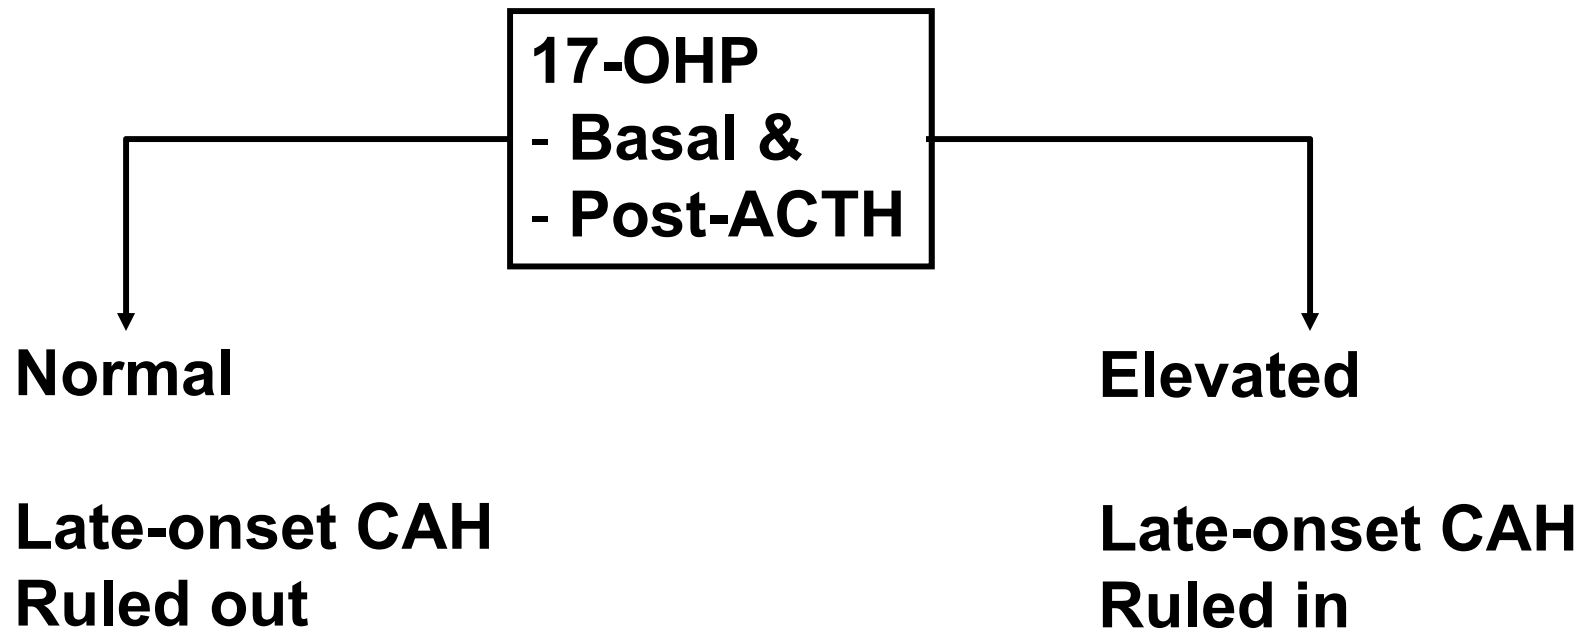 17-OHP
- Basal &
- Post-ACTH
Normal
Elevated
Late-onset CAH
Ruled out
Late-onset CAH
Ruled in